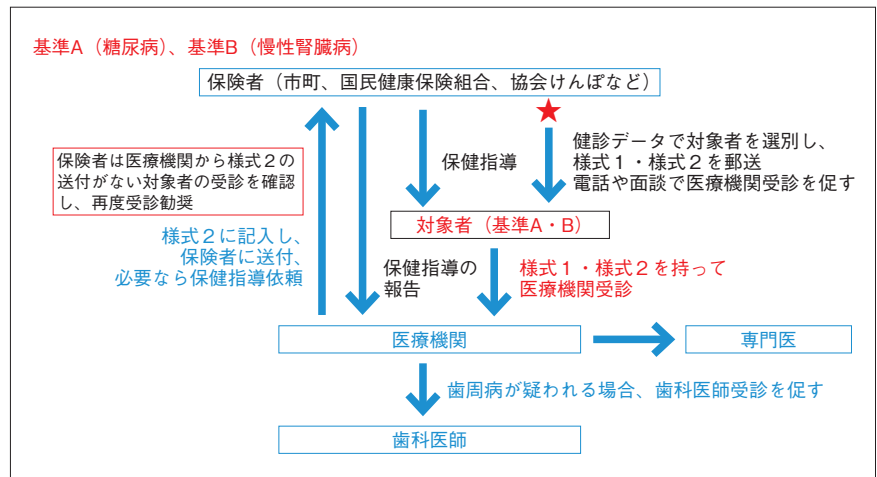 基準A(糖尿病)、基準B(慢性腎臓病)
保険者(市町、国民健康保険組合、協会けんぽなど)
★
健診データで対象者を選別し、
様式1・様式2を郵送
電話や面談で医療機関受診を促す
保健指導
保険者は医療機関から様式2の
送付がない対象者の受診を確認
し、再度受診勧奨
対象者(基準A・B)
様式2に記入し、
保険者に送付、
必要なら保健指導依頼
保健指導の
報告
様式1・様式2を持って
医療機関受診
医療機関
専門医
歯周病が疑われる場合、歯科医師受診を促す
歯科医師